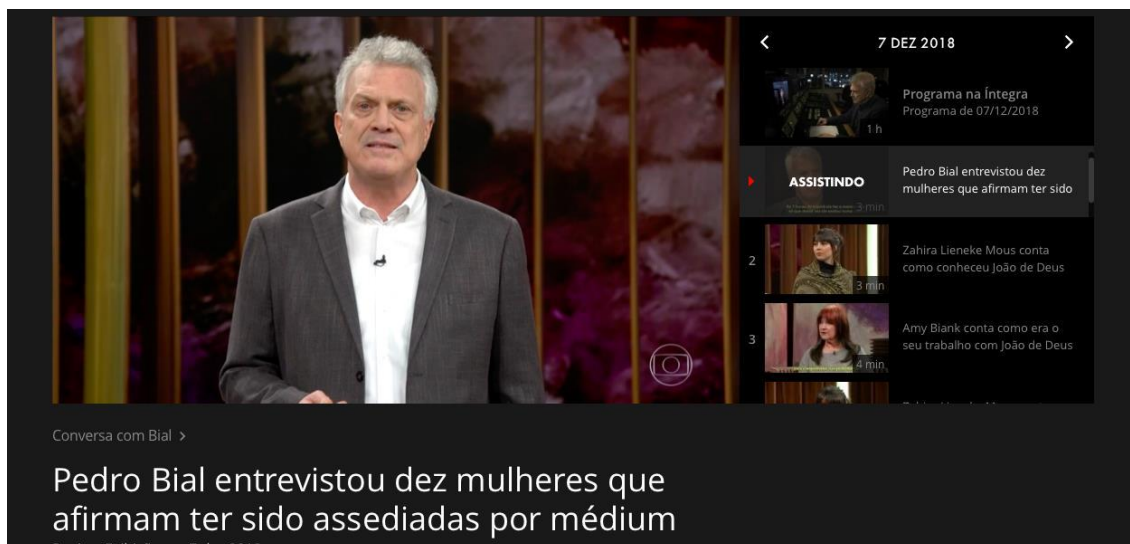 7 DEZ 2018
Programa na Íntegra
Programa de 07/12/2018
1 h
ASSISTINDO
3 min
Pedro Bial entrevistou dez
mulheres que afirmam ter sido
2
3 min
Zahira Lieneke Mous conta
como conheceu João de Deus
3
4 min
Amy Biank conta como era o
seu trabalho com João de Deus
Conversa com Bial >
Pedro Bial entrevistou dez mulheres que
afirmam ter sido assediadas por médium